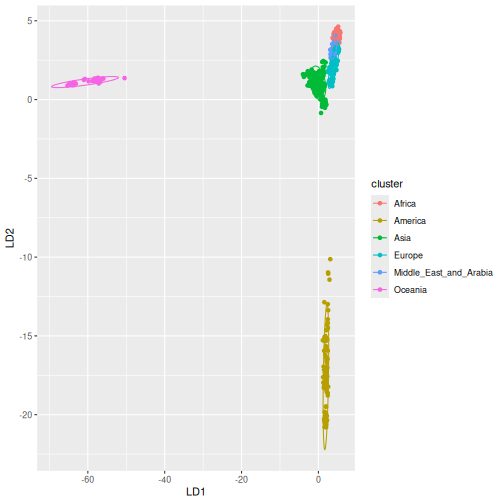 5
0
-5
-10
-15
-20
-60
-40
-20
0
LD1
LD2
cluster
Africa
America
Asia
Europe
Middle_East_and_Arabia
Oceania